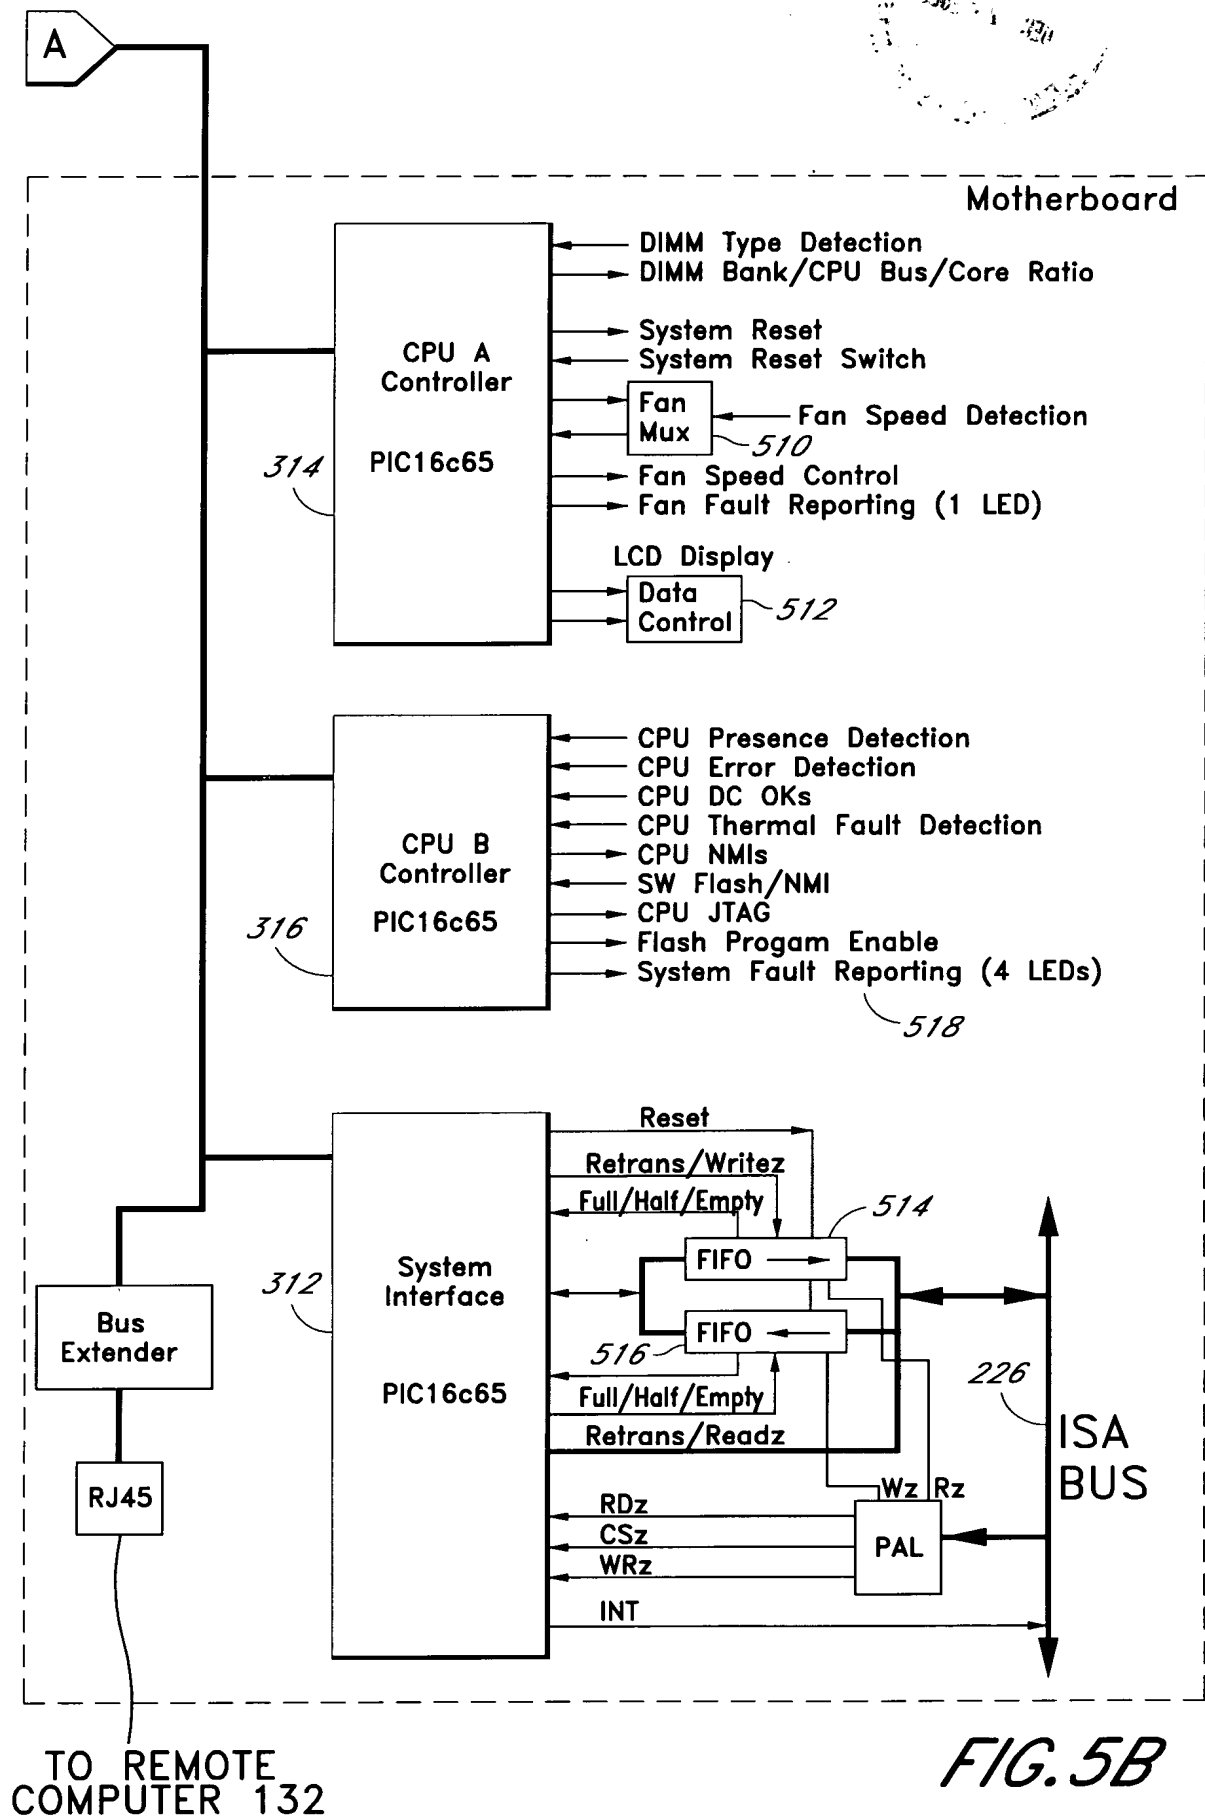 A
Motherboard
CPU A
Controller
PIC16c65
314
DIMM Type Detection
DIMM Bank/CPU Bus/Core Ratio
System Reset
System Reset Switch
Fan
Mux
Fan Speed Detection
510
Fan Speed Control
Fan Fault Reporting (1 LED)
LCD Display
Data
Control
512
CPU B
Controller
PIC16c65
316
CPU Presence Detection
CPU Error Detection
CPU DC OKs
CPU Thermal Fault Detection
CPU NMIs
SW Flash/NMI
CPU JTAG
Flash Progam Enable
System Fault Reporting (4 LEDs)
518
System
Interface
PIC16c65
312
Reset
Retrans/Writez
Full/Half/Empty
514
FIFO
FIFO
516
Full/Half/Empty
Retrans/Readz
226
ISA
BUS
Wz Rz
PAL
RDz
CSz
WRz
INT
Bus
Extender
RJ45
TO REMOTE
COMPUTER 132
FIG. 5B